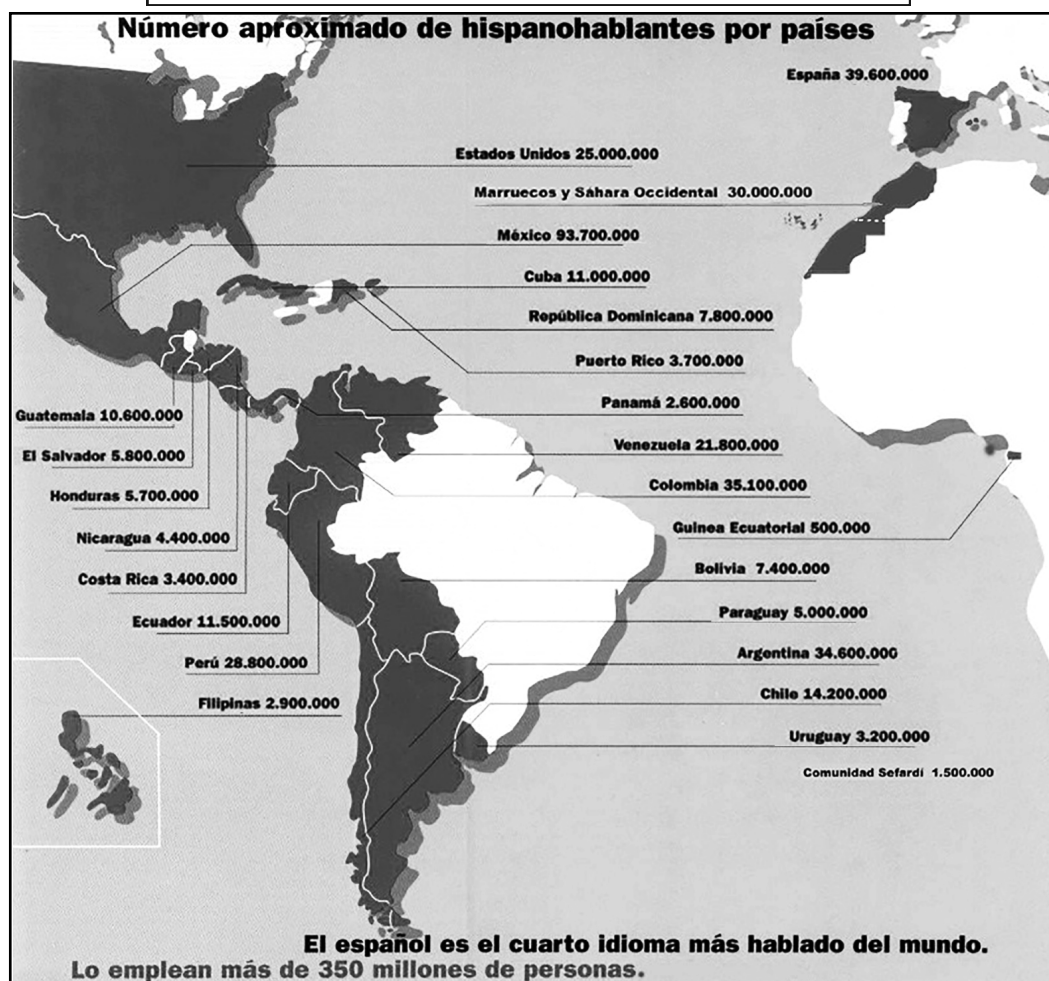 Número aproximado de hispanohablantes por países
España 39.600.000
Estados Unidos 25.000.000
Marruecos y Sáhara Occidental 30.000.000
México 93.700.000
Cuba 11.000.000
República Dominicana 7.800.000
Puerto Rico 3.700.000
Panamá 2.600.000
Guatemala 10.600.000
Venezuela 21.800.000
El Salvador 5.800.000
Colombia 35.100.000
Honduras 5.700.000
Guinea Ecuatorial 500.000
Nicaragua 4.400.000
Bolivia 7.400.000
Costa Rica 3.400.000
Paraguay 5.000.000
Ecuador 11.500.000
Argentina 34.600.000
Perú 28.800.000
Chile 14.200.000
Filipinas 2.900.000
Uruguay 3.200.000
Comunidad Sefardí 1.500.000
El español es el cuarto idioma más hablado del mundo.
Lo emplean más de 350 millones de personas.